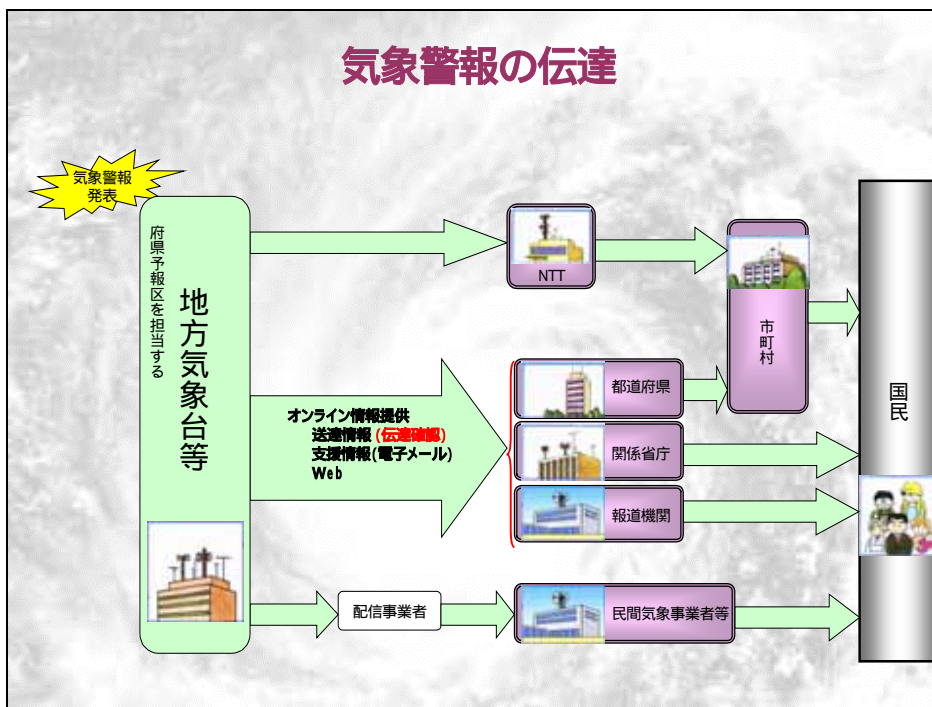 気象警報の伝達
気象警報
発表
府県予報区を担当する
地方気象台等
NTT
市町村
オンライン情報提供
送達情報(伝達確認)
支援情報(電子メール)
Web
都道府県
関係省庁
報道機関
国民
配信事業者
民間気象事業者等